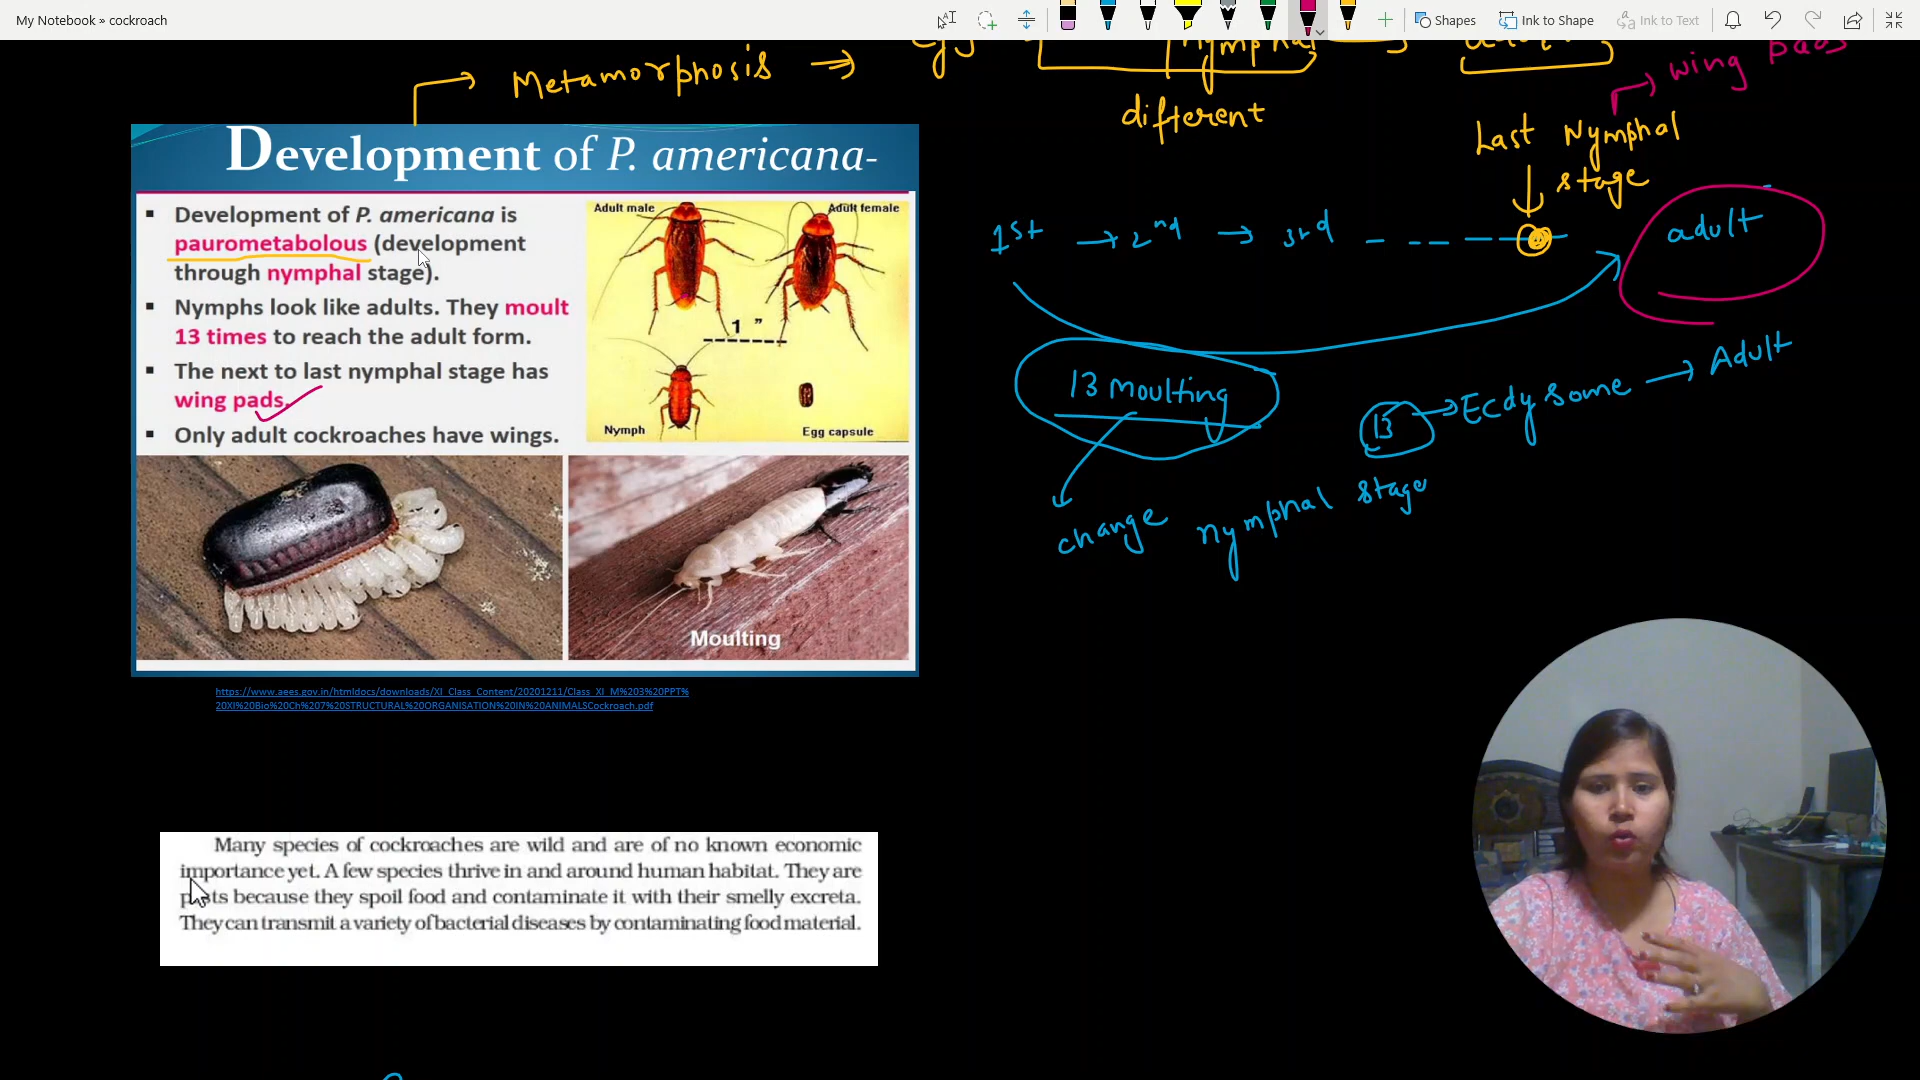 My Notebook » cockroach
Shapes
Ink to Shape
Ink to Text
Metamorphosis →
nymphal
different
wing pads
Last Nymphal
stage
Development of P. americana-
▪ Development of P. americana is
paurometabolous (development
through nymphal stage).
▪ Nymphs look like adults. They moult
13 times to reach the adult form.
▪ The next to last nymphal stage has
wing pads.
▪ Only adult cockroaches have wings.
Adult male
Adult female
1 ”
Nymph
Egg capsule
Moulting
1st → 2nd → 3rd - - - - -
adult
13 Moulting
13 → Ecdysome → Adult
change nymphal stage
https://www.aees.gov.in/htmldocs/downloads/XI_Class_Content/20201211/Class_XI_M%203%20PPT%
20XI%20Bio%20Ch%207%20STRUCTURAL%20ORGANISATION%20IN%20ANIMALSCockroach.pdf
Many species of cockroaches are wild and are of no known economic
importance yet. A few species thrive in and around human habitat. They are
pests because they spoil food and contaminate it with their smelly excreta.
They can transmit a variety of bacterial diseases by contaminating food material.